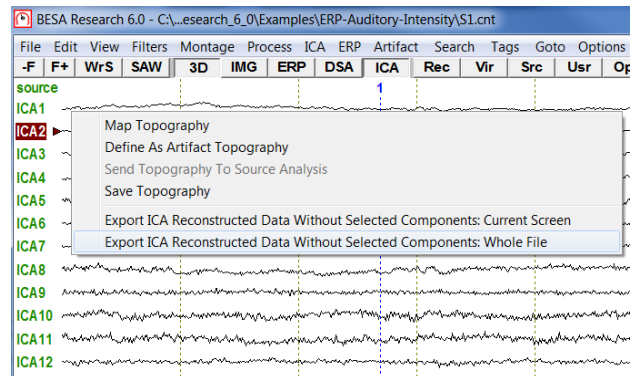 BESA Research 6.0 - C:\...esearch_6_0\Examples\ERP-Auditory-Intensity\S1.cnt
File Edit View Filters Montage Process ICA ERP Artifact Search Tags Goto Options
-F F+ WrS SAW 3D IMG ERP DSA ICA Rec Vir Src Usr Op
source 1
ICA1
ICA2
Map Topography
Define As Artifact Topography
ICA3
ICA4
Send Topography To Source Analysis
Save Topography
ICA5
ICA6
Export ICA Reconstructed Data Without Selected Components: Current Screen
ICA7
Export ICA Reconstructed Data Without Selected Components: Whole File
ICA8
ICA9
ICA10
ICA11
ICA12